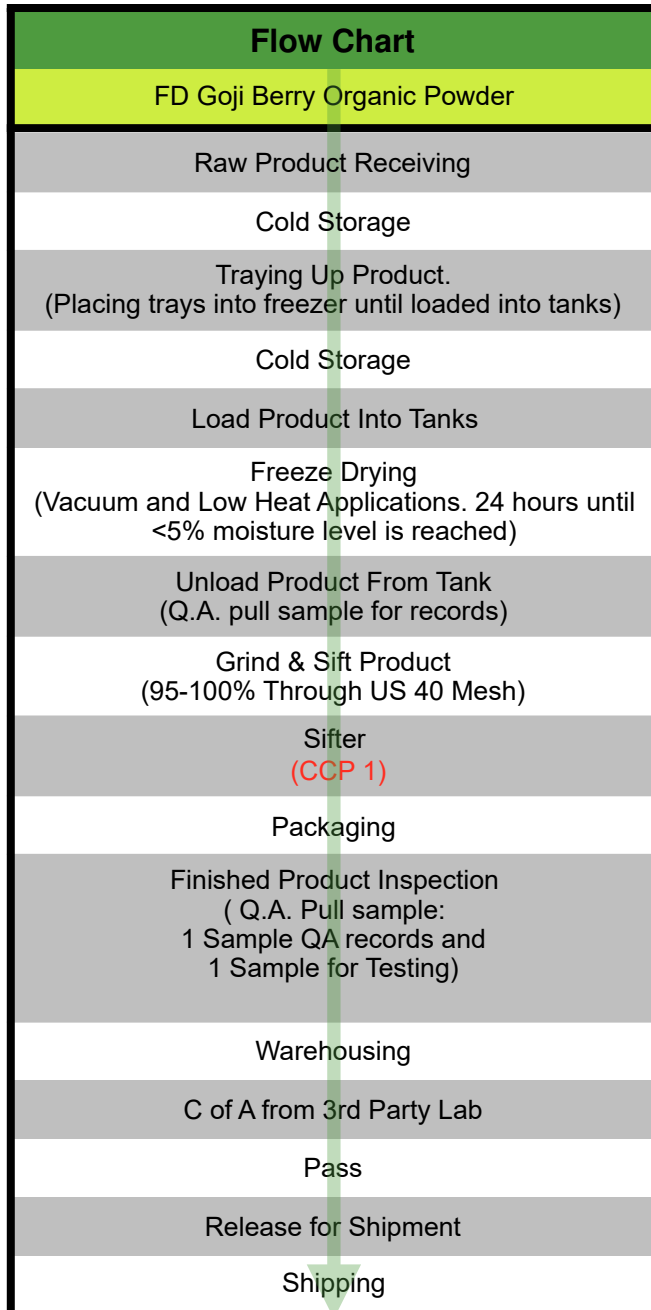 Flow Chart
FD Goji Berry Organic Powder
Raw Product Receiving
Cold Storage
Traying Up Product.
(Placing trays into freezer until loaded into tanks)
Cold Storage
Load Product Into Tanks
Freeze Drying
(Vacuum and Low Heat Applications. 24 hours until
<5% moisture level is reached)
Unload Product From Tank
(Q.A. pull sample for records)
Grind & Sift Product
(95-100% Through US 40 Mesh)
Sifter
(CCP 1)
Packaging
Finished Product Inspection
( Q.A. Pull sample:
1 Sample QA records and
1 Sample for Testing)
Warehousing
C of A from 3rd Party Lab
Pass
Release for Shipment
Shipping